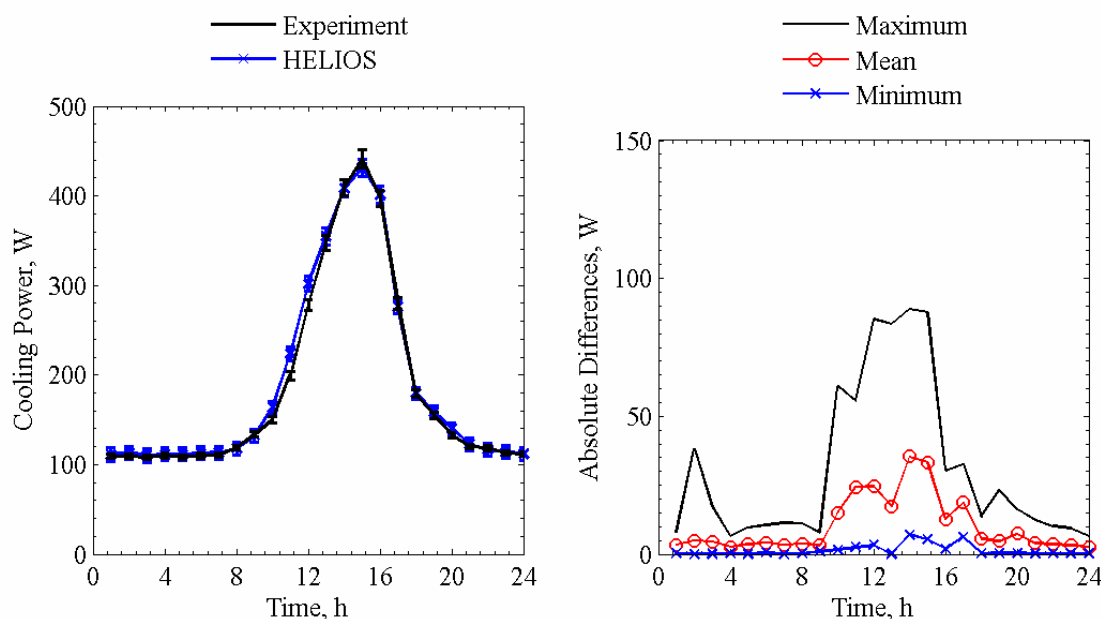 Experiment
HELIOS
500
400
300
200
100
0
Cooling Power, W
0 4 8 12 16 20 24
Time, h
Maximum
Mean
Minimum
150
100
50
0
Absolute Differences, W
0 4 8 12 16 20 24
Time, h